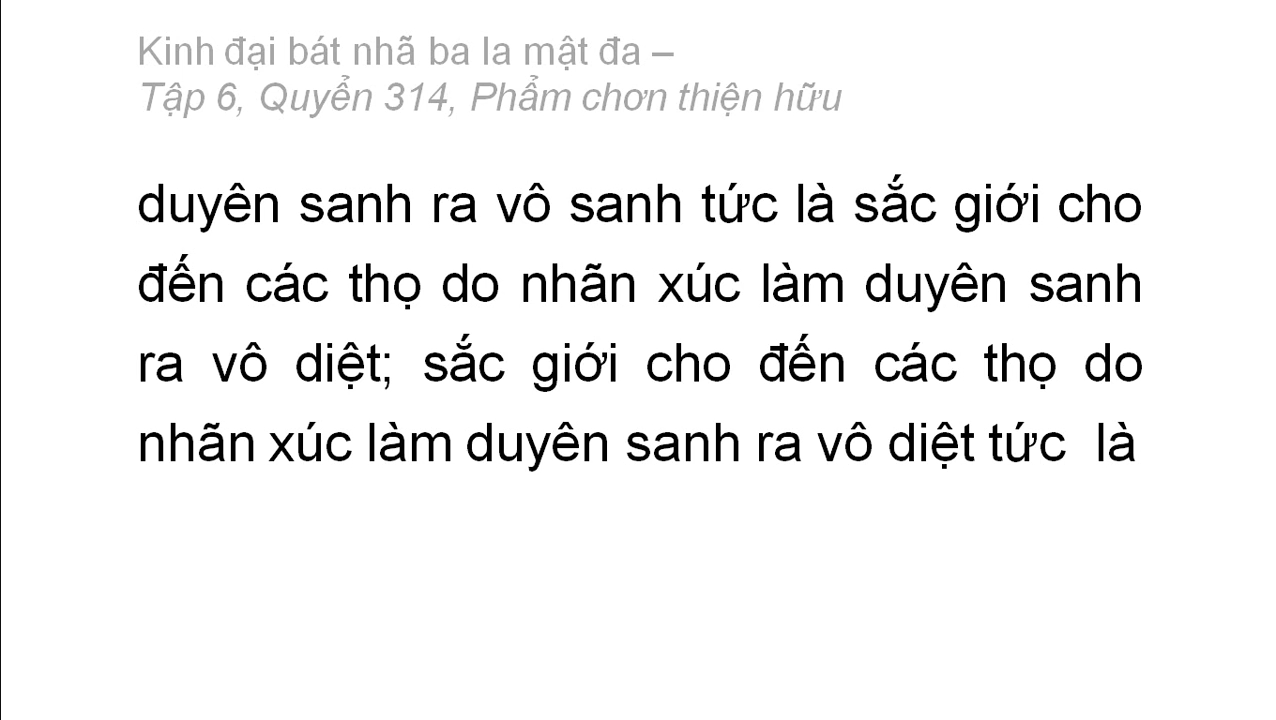 Kinh đại bát nhã ba la mật đa –
Tập 6, Quyển 314, Phẩm chơn thiện hữu
duyên sanh ra vô sanh tức là sắc giới cho
đến các thọ do nhãn xúc làm duyên sanh
ra vô diệt; sắc giới cho đến các thọ do
nhãn xúc làm duyên sanh ra vô diệt tức là